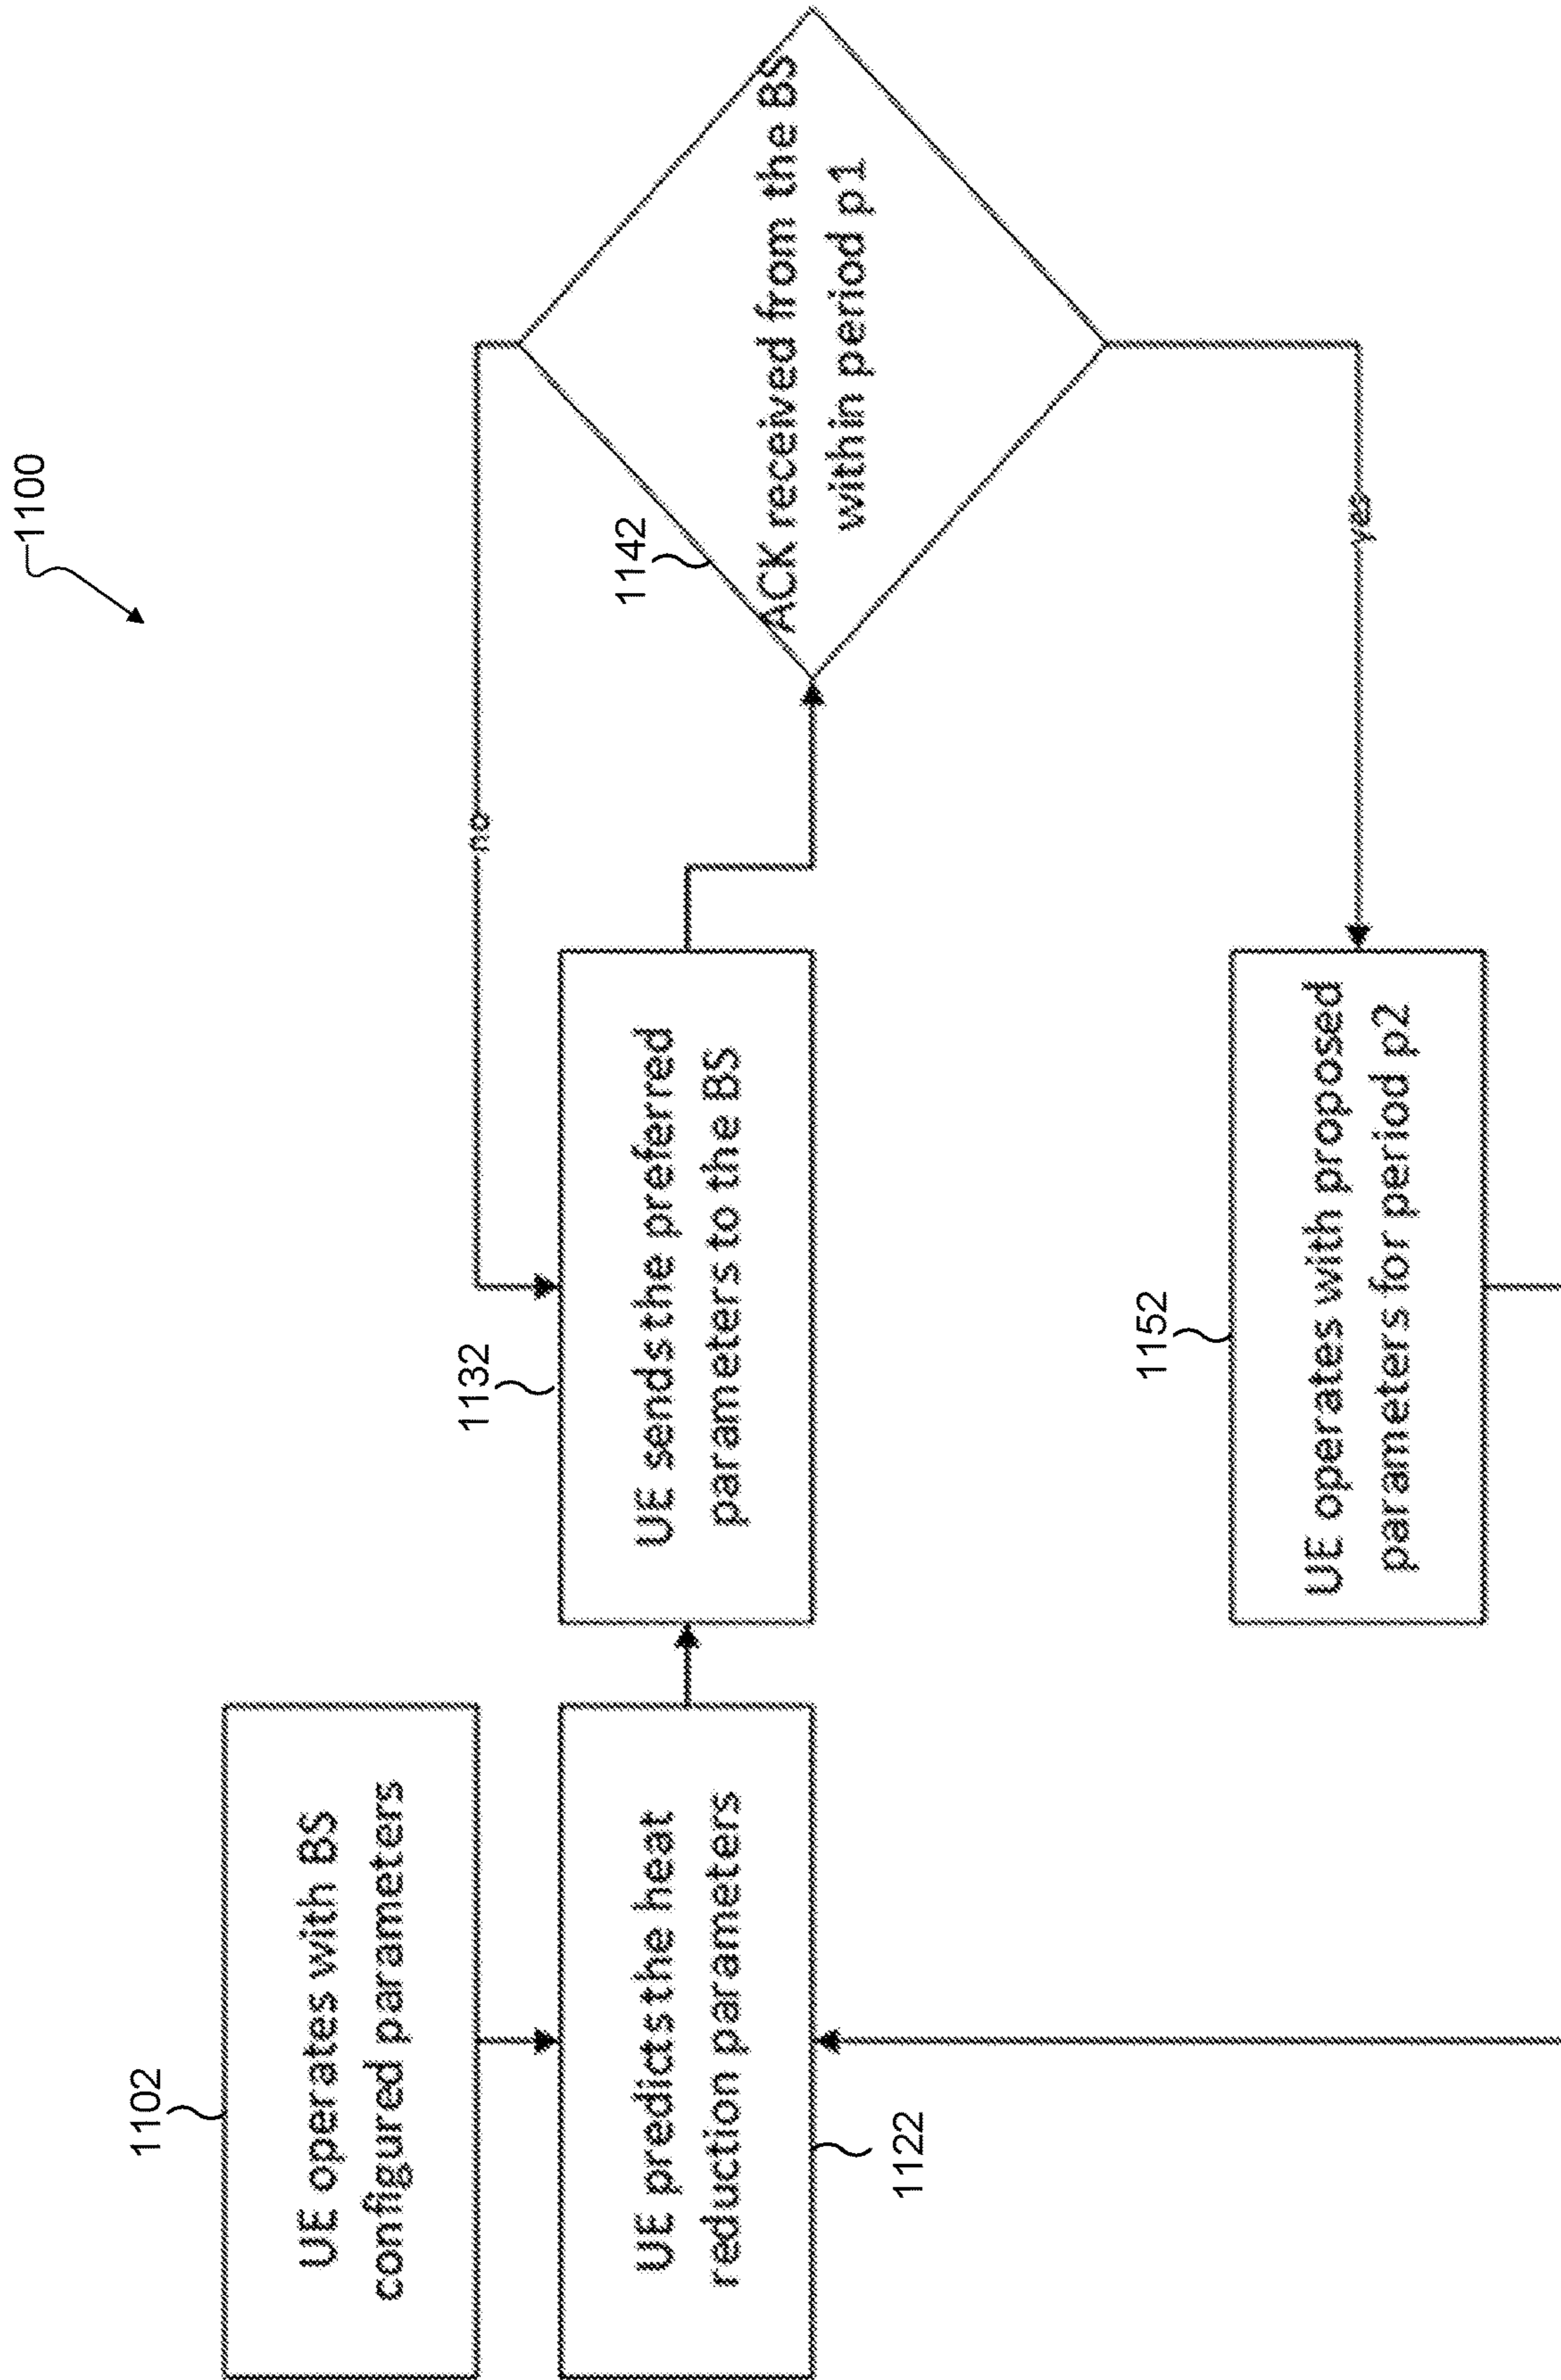 1100
1102
UE operates with BS
configured parameters
UE predicts the heat
reduction parameters
1122
1132
UE sends the preferred
parameters to the BS
no
1142
ACK received from the BS
within period p1
yes
1152
UE operates with proposed
parameters for period p2